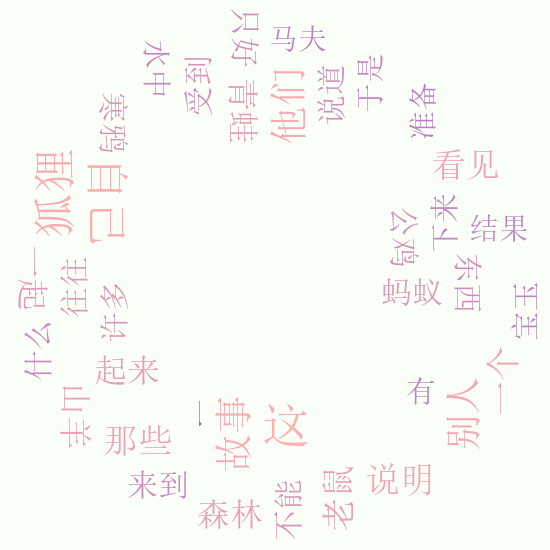 只好
马夫
水中
受到
青蛙
他们
说道
于是
准备
寒鸦
看见
狐狸
自己
公鸡
下来
结果
一起
往往
许多
蚂蚁
东西
宝玉
什么
起来
有
别人
一个
山羊
那些
一
故事
这
来到
森林
不能
老鼠
说明